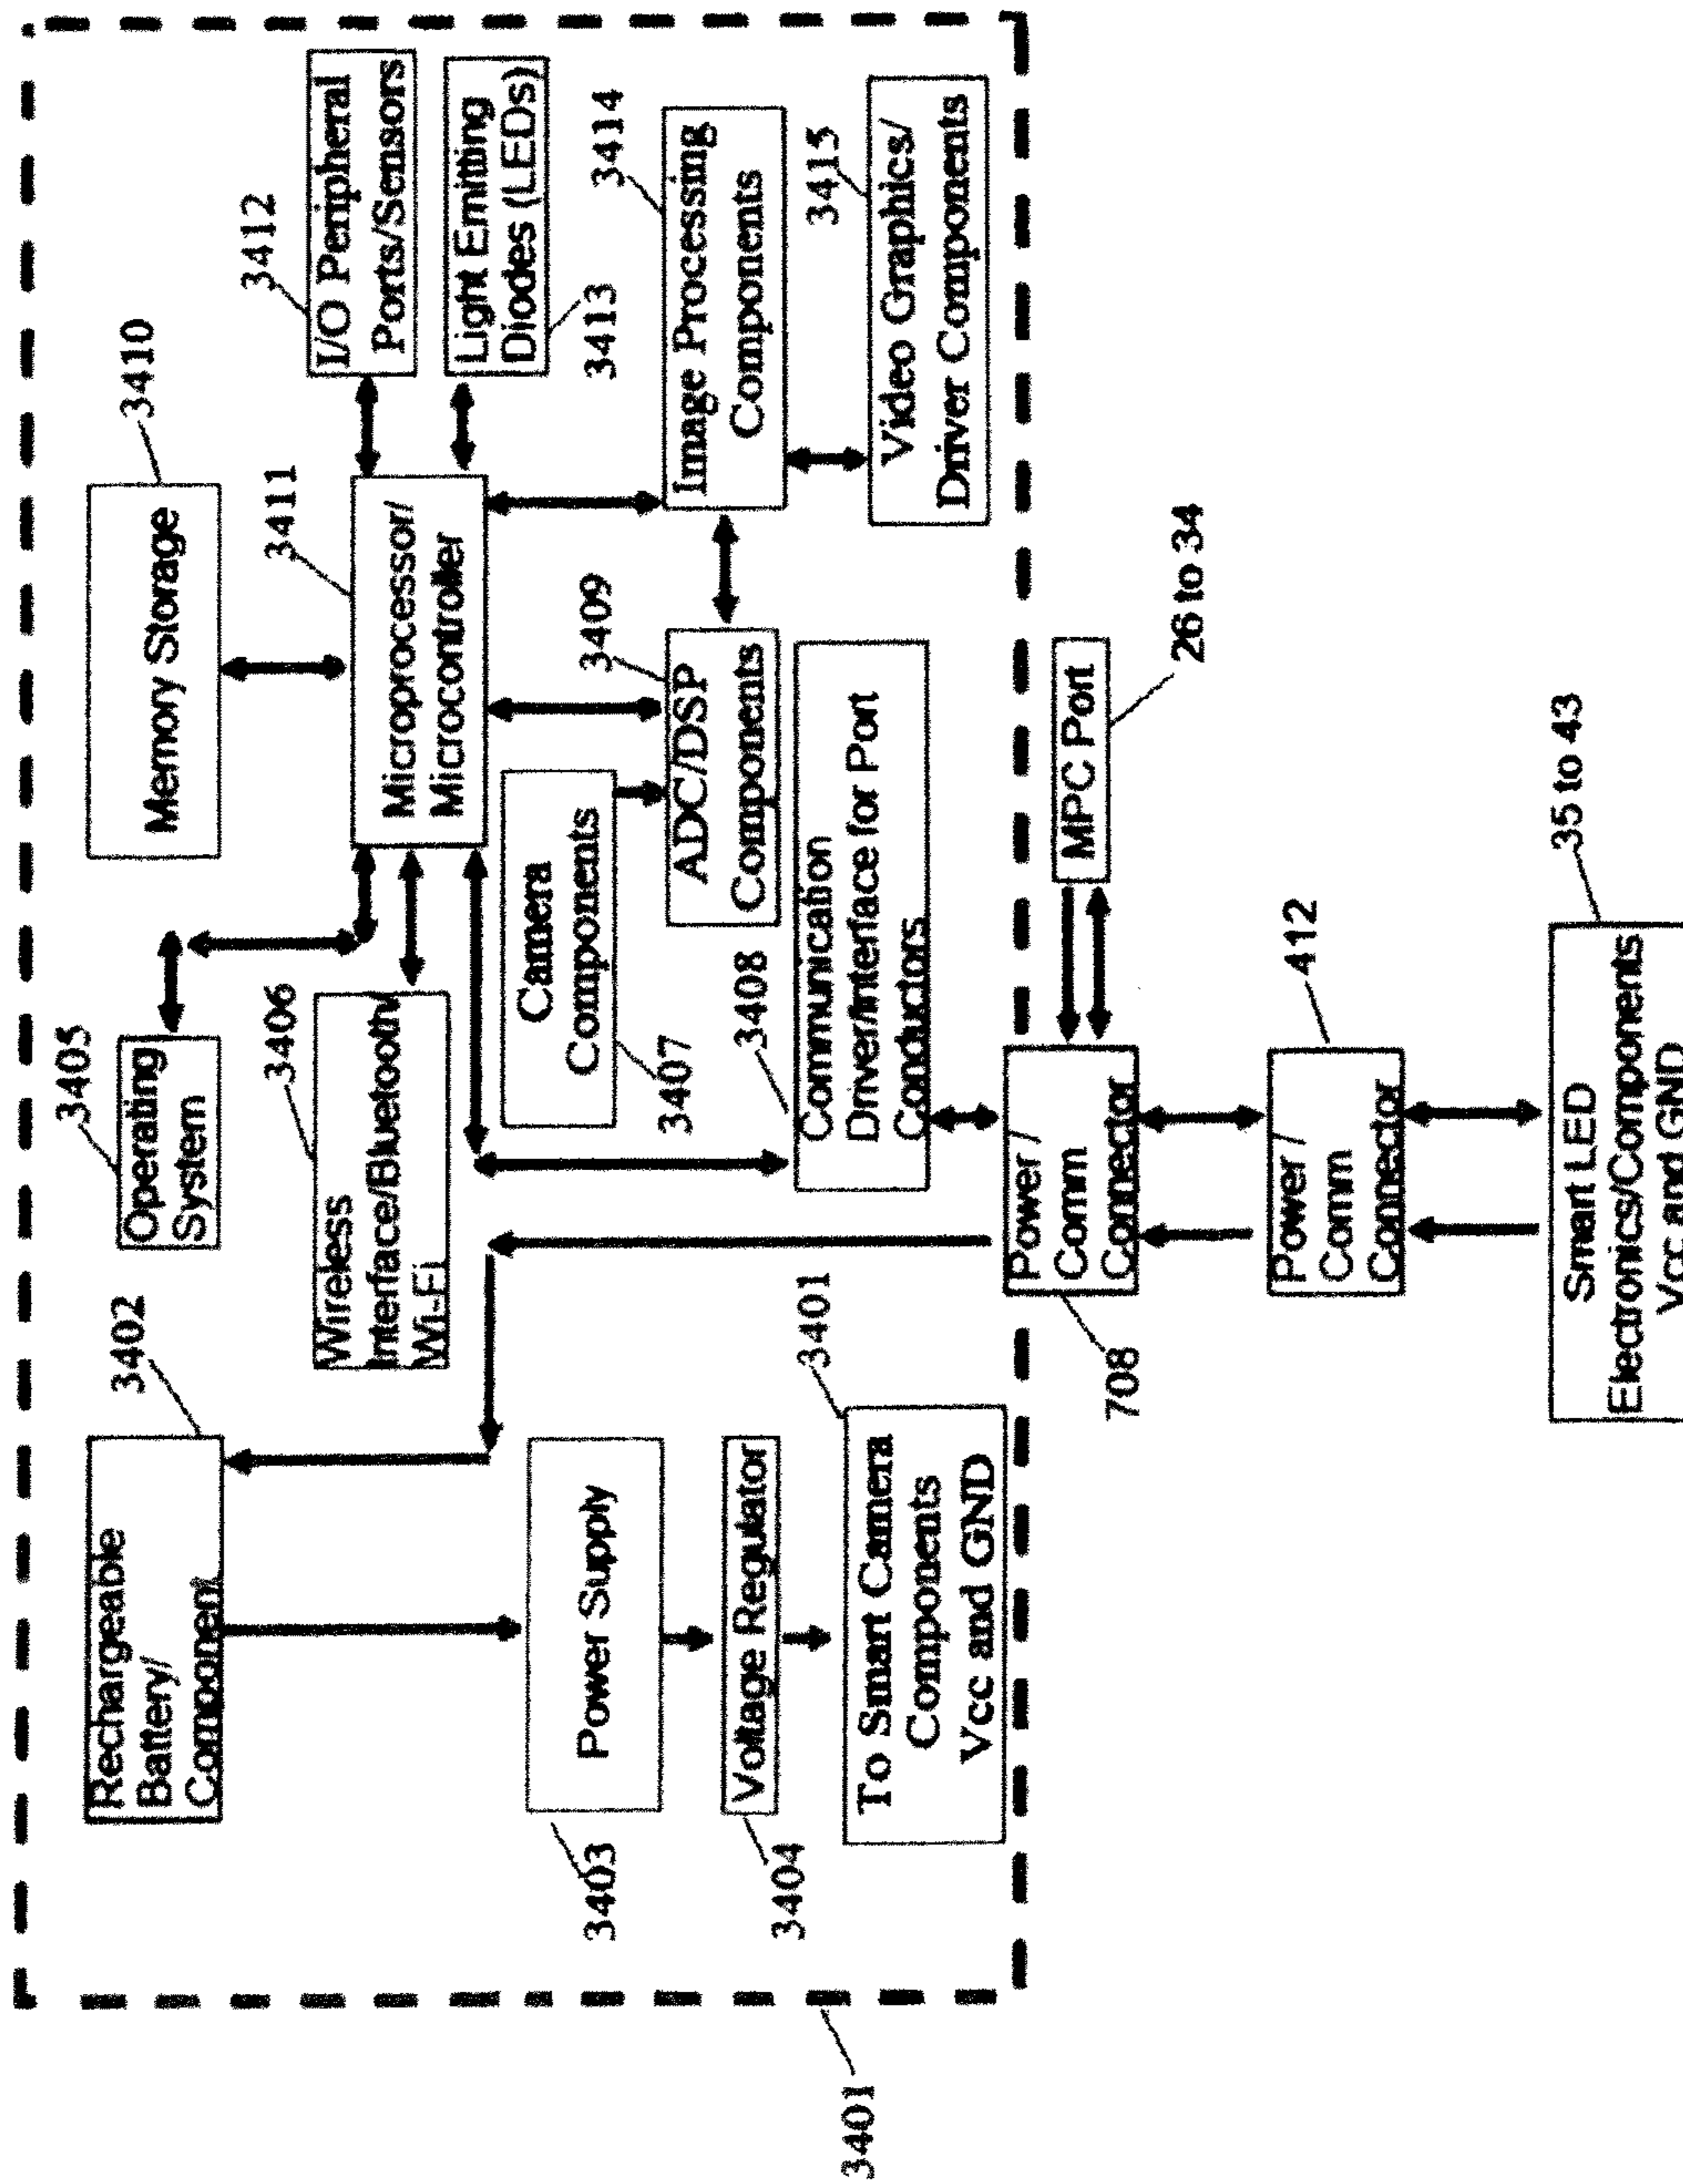 3402
Rechargeable
Battery/
Component
3403
Power Supply
3404
Voltage Regulator
3401
To Smart Camera
Components
Vcc and GND
3401
3405
Operating
System
3406
Wireless
Interface/Bluetooth/
Wi-Fi
3410
Memory Storage
3411
Microprocessor/
Microcontroller
3412
I/O Peripheral
Ports/Sensors
Light Emitting
Diodes (LEDs)
3413
Camera
Components
3407
3409
ADC/DSP
Components
3414
Image Processing
Components
3415
Video Graphics/
Driver Components
3408
Communication
Driver/Interface for Port
Conductors
708
Power /
Comm
Connector
MPC Port
26 to 34
412
Power /
Comm
Connector
35 to 43
Smart LED
Electronics/Components
Vcc and GND